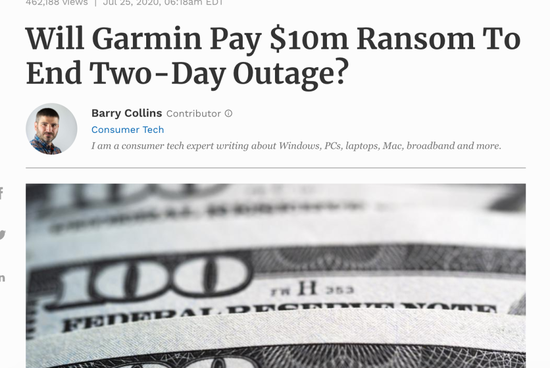 462,188 views | Jul 25, 2020, 06:18am EDT
Will Garmin Pay $10m Ransom To
End Two-Day Outage?
Barry Collins Contributor
Consumer Tech
I am a consumer tech expert writing about Windows, PCs, laptops, Mac, broadband and more.
100
FW H 353
FEDERAL RESERVE NOTE